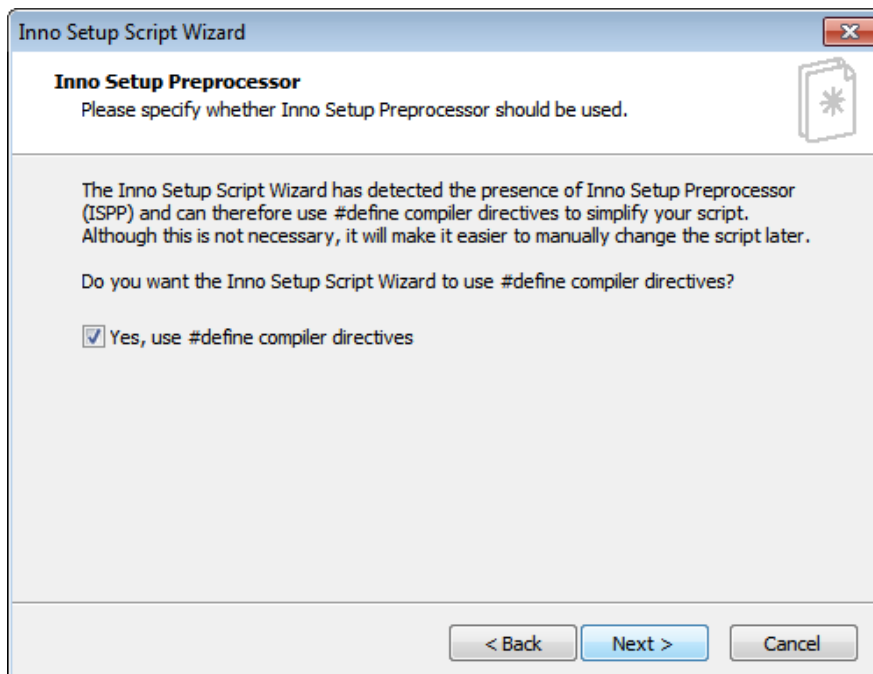 Inno Setup Script Wizard
Inno Setup Preprocessor
Please specify whether Inno Setup Preprocessor should be used.
The Inno Setup Script Wizard has detected the presence of Inno Setup Preprocessor
(ISPP) and can therefore use #define compiler directives to simplify your script.
Although this is not necessary, it will make it easier to manually change the script later.
Do you want the Inno Setup Script Wizard to use #define compiler directives?
Yes, use #define compiler directives
< Back Next > Cancel